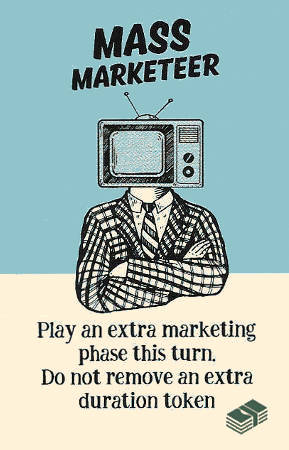 MASS
MARKETEER
Play an extra marketing
phase this turn.
Do not remove an extra
duration token